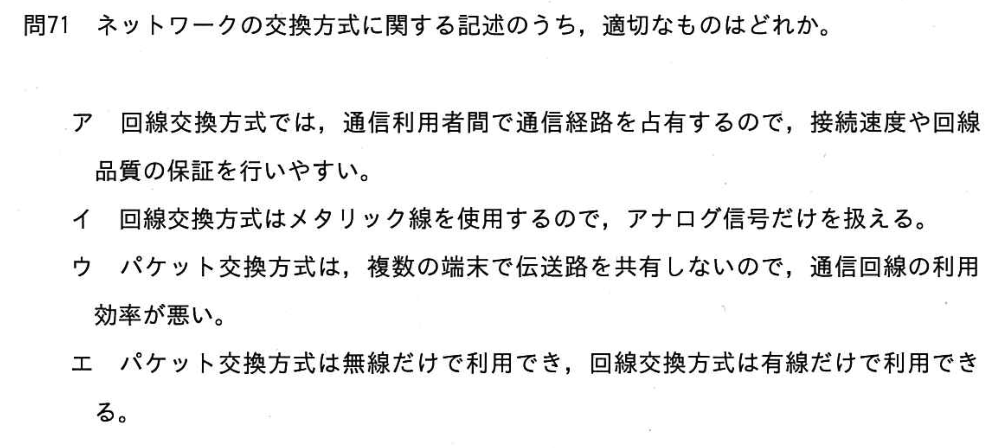 問71　ネットワークの交換方式に関する記述のうち，適切なものはどれか。
ア　回線交換方式では，通信利用者間で通信経路を占有するので，接続速度や回線
品質の保証を行いやすい。
イ　回線交換方式はメタリック線を使用するので，アナログ信号だけを扱える。
ウ　パケット交換方式は，複数の端末で伝送路を共有しないので，通信回線の利用
効率が悪い。
エ　パケット交換方式は無線だけで利用でき，回線交換方式は有線だけで利用でき
る。